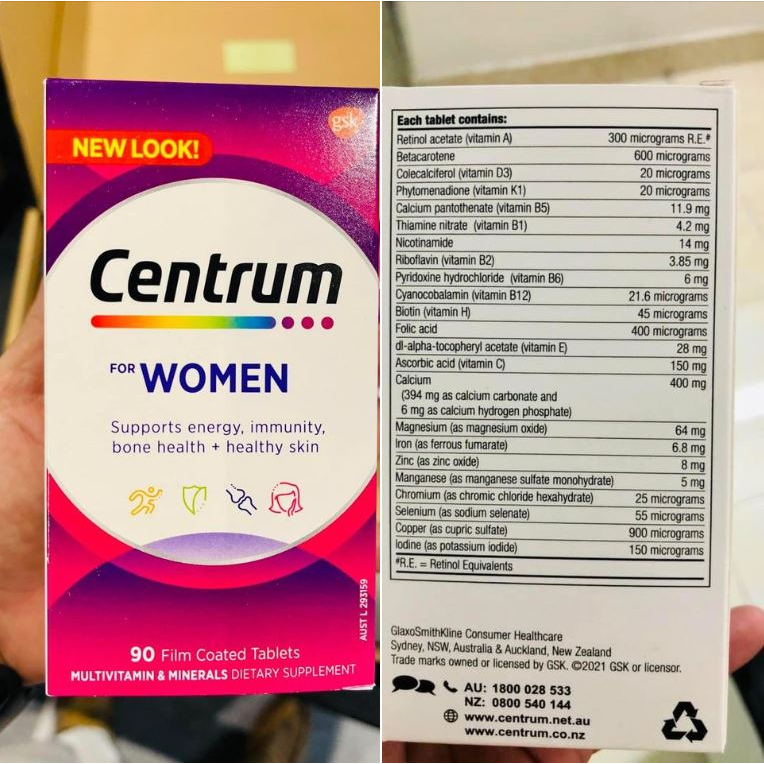 gsk
NEW LOOK!
Centrum
FOR WOMEN
Supports energy, immunity,
bone health + healthy skin
AUST L 293159
90 Film Coated Tablets
MULTIVITAMIN & MINERALS DIETARY SUPPLEMENT
Each tablet contains:
Retinol acetate (vitamin A) 300 micrograms R.E.#
Betacarotene 600 micrograms
Colecalciferol (vitamin D3) 20 micrograms
Phytomenadione (vitamin K1) 20 micrograms
Calcium pantothenate (vitamin B5) 11.9 mg
Thiamine nitrate (vitamin B1) 4.2 mg
Nicotinamide 14 mg
Riboflavin (vitamin B2) 3.85 mg
Pyridoxine hydrochloride (vitamin B6) 6 mg
Cyanocobalamin (vitamin B12) 21.6 micrograms
Biotin (vitamin H) 45 micrograms
Folic acid 400 micrograms
dl-alpha-tocopheryl acetate (vitamin E) 28 mg
Ascorbic acid (vitamin C) 150 mg
Calcium 400 mg
(394 mg as calcium carbonate and
6 mg as calcium hydrogen phosphate)
Magnesium (as magnesium oxide) 64 mg
Iron (as ferrous fumarate) 6.8 mg
Zinc (as zinc oxide) 8 mg
Manganese (as manganese sulfate monohydrate) 5 mg
Chromium (as chromic chloride hexahydrate) 25 micrograms
Selenium (as sodium selenate) 55 micrograms
Copper (as cupric sulfate) 900 micrograms
Iodine (as potassium iodide) 150 micrograms
#R.E. = Retinol Equivalents
GlaxoSmithKline Consumer Healthcare
Sydney, NSW, Australia & Auckland, New Zealand
Trade marks owned or licensed by GSK. ©2021 GSK or licensor.
AU: 1800 028 533
NZ: 0800 540 144
www.centrum.net.au
www.centrum.co.nz